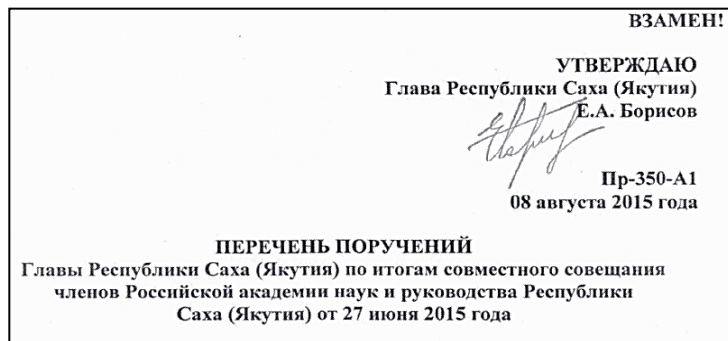 ВЗАМЕН!
УТВЕРЖДАЮ
Глава Республики Саха (Якутия)
Е.А. Борисов
Пр-350-А1
08 августа 2015 года
ПЕРЕЧЕНЬ ПОРУЧЕНИЙ
Главы Республики Саха (Якутия) по итогам совместного совещания
членов Российской академии наук и руководства Республики
Саха (Якутия) от 27 июня 2015 года